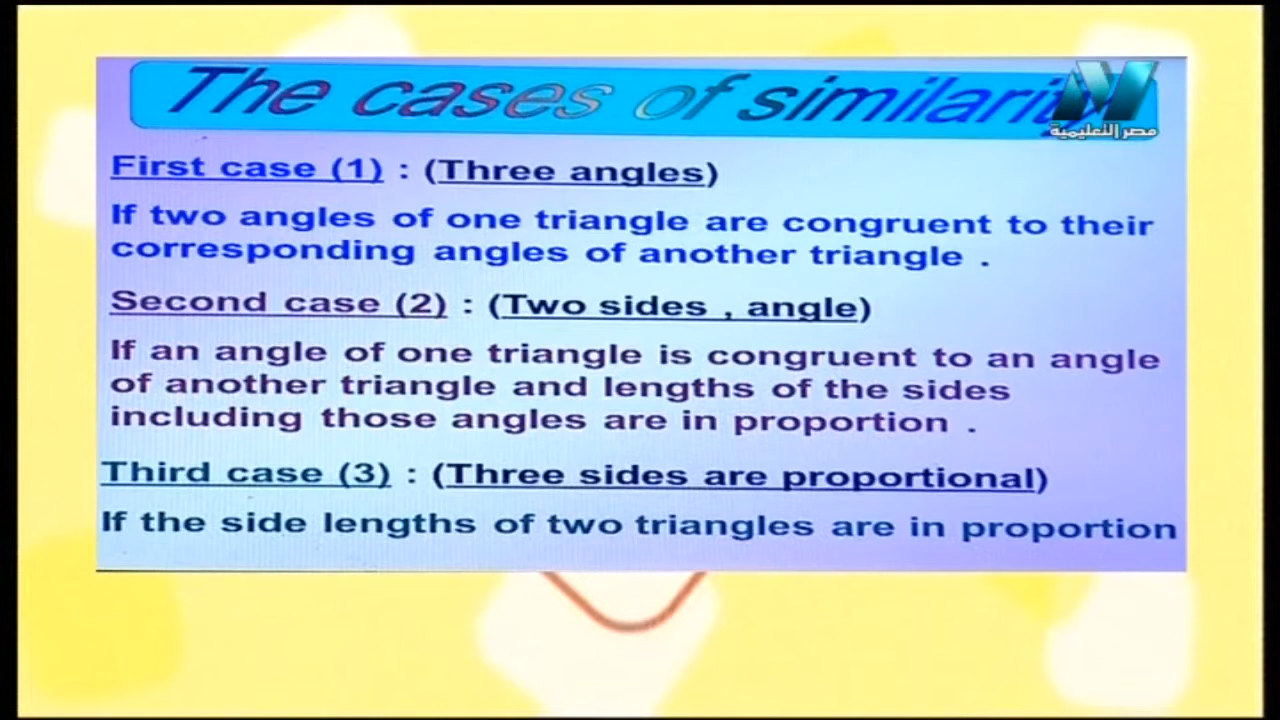 The cases of similarity
مصر التعليمية
First case (1) : (Three angles)
If two angles of one triangle are congruent to their
corresponding angles of another triangle .
Second case (2) : (Two sides , angle)
If an angle of one triangle is congruent to an angle
of another triangle and lengths of the sides
including those angles are in proportion .
Third case (3) : (Three sides are proportional)
If the side lengths of two triangles are in proportion